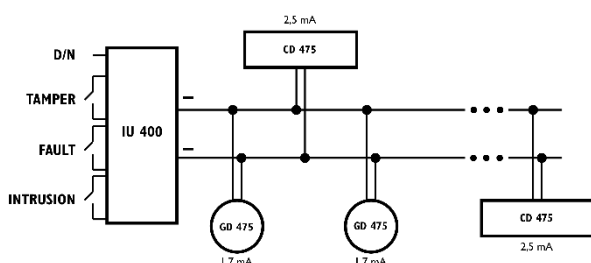 2,5 mA
CD 475
D/N
TAMPER
FAULT
INTRUSION
IU 400
GD 475
1,7 mA
GD 475
1,7 mA
CD 475
2,5 mA